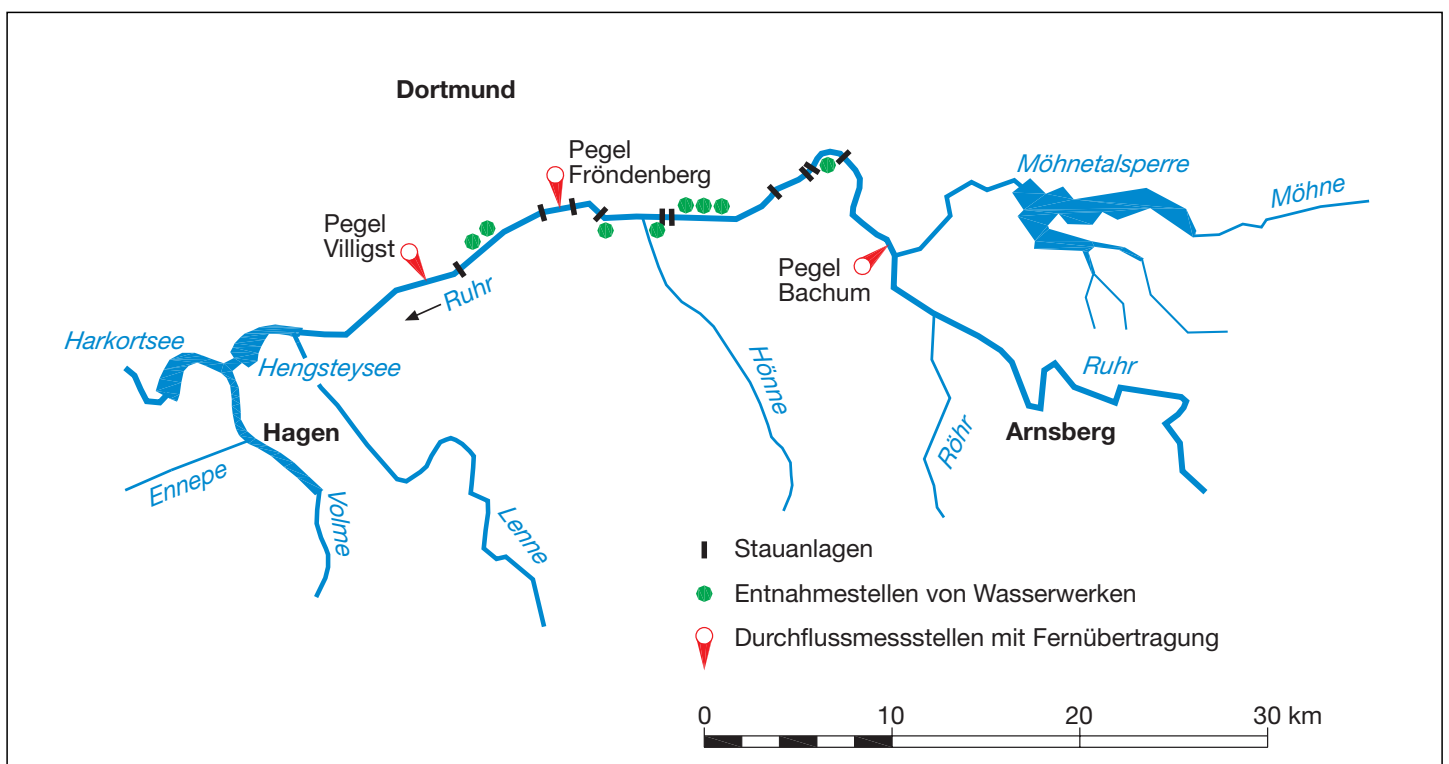 Dortmund
Pegel
Fröndenberg
Möhnetalsperre
Möhne
Pegel
Villigst
Pegel
Bachum
Ruhr
Harkortsee
Hengsteysee
Hönne
Ruhr
Hagen
Arnsberg
Röhr
Ennepe
Volme
Lenne
Stauanlagen
Entnahmestellen von Wasserwerken
Durchflussmessstellen mit Fernübertragung
0 10 20 30 km